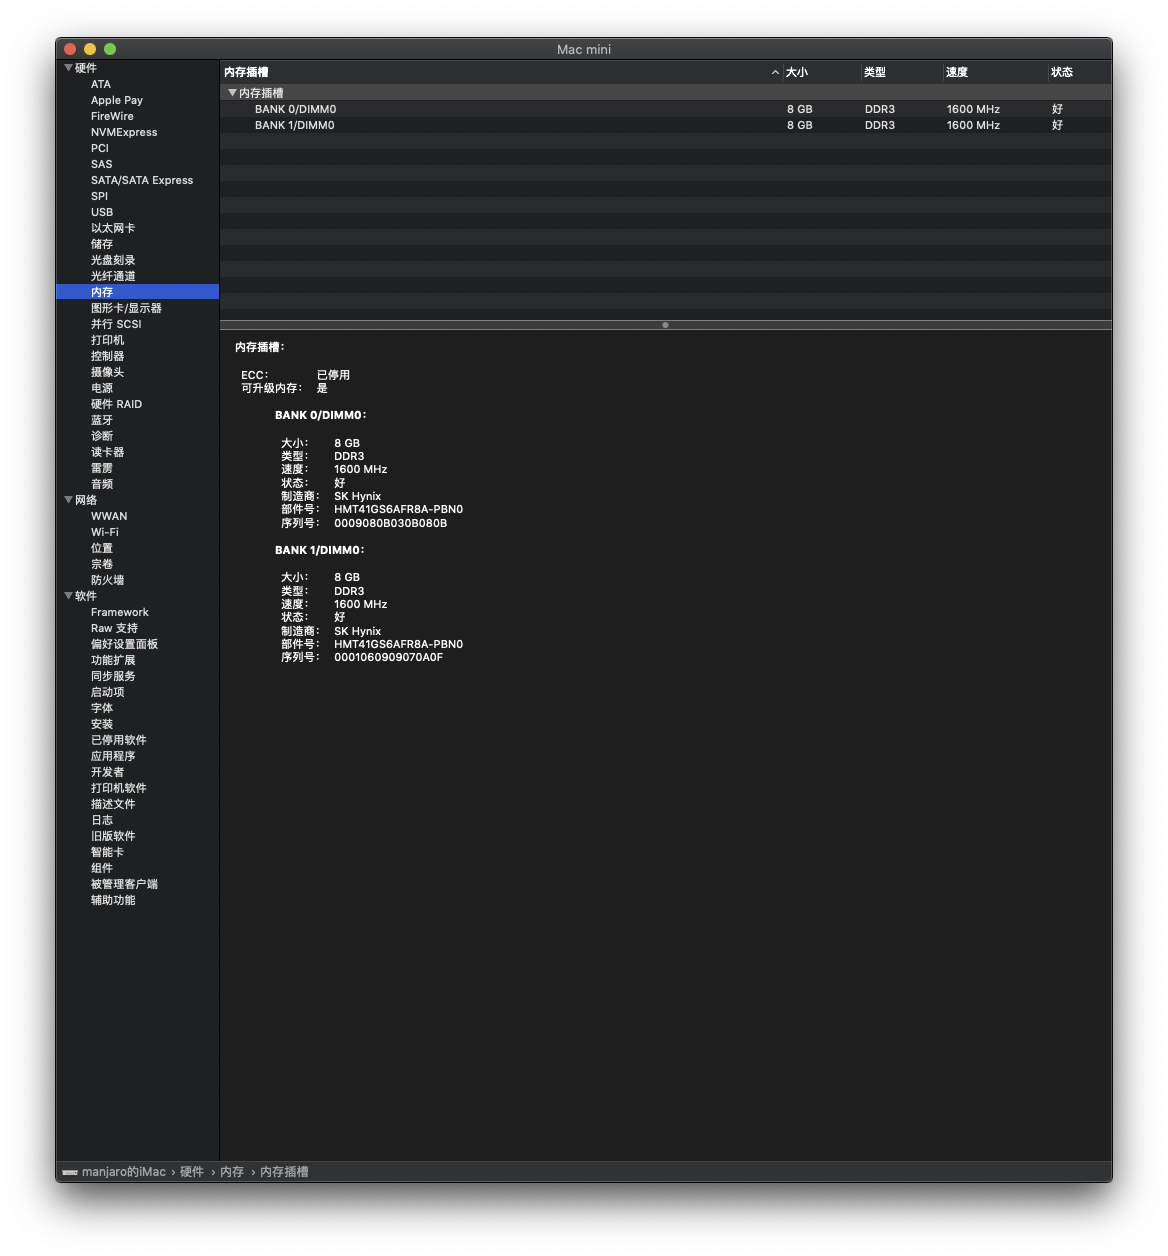 Mac mini
硬件
ATA
Apple Pay
FireWire
NVMExpress
PCI
SAS
SATA/SATA Express
SPI
USB
以太网卡
储存
光盘刻录
光纤通道
内存
图形卡/显示器
并行 SCSI
打印机
控制器
摄像头
电源
硬件 RAID
蓝牙
诊断
读卡器
雷雳
音频
网络
WWAN
Wi-Fi
位置
宗卷
防火墙
软件
Framework
Raw 支持
偏好设置面板
功能扩展
同步服务
启动项
字体
安装
已停用软件
应用程序
开发者
打印机软件
描述文件
日志
旧版软件
智能卡
组件
被管理客户端
辅助功能
内存插槽 大小 类型 速度 状态
内存插槽
BANK 0/DIMM0 8 GB DDR3 1600 MHz 好
BANK 1/DIMM0 8 GB DDR3 1600 MHz 好
内存插槽:
ECC: 已停用
可升级内存: 是
BANK 0/DIMM0:
大小: 8 GB
类型: DDR3
速度: 1600 MHz
状态: 好
制造商: SK Hynix
部件号: HMT41GS6AFR8A-PBN0
序列号: 0009080B030B080B
BANK 1/DIMM0:
大小: 8 GB
类型: DDR3
速度: 1600 MHz
状态: 好
制造商: SK Hynix
部件号: HMT41GS6AFR8A-PBN0
序列号: 0001060909070A0F
manjaro的iMac › 硬件 › 内存 › 内存插槽